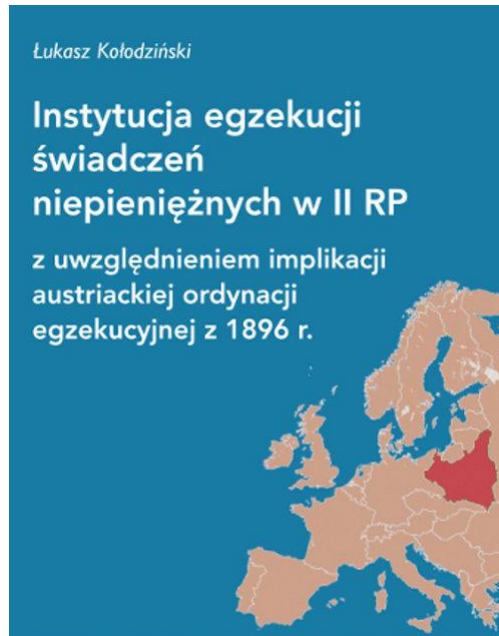 Łukasz Kołodziński
Instytucja egzekucji
świadczeń
niepieniężnych w II RP
z uwzględnieniem implikacji
austriackiej ordynacji
egzekucyjnej z 1896 r.